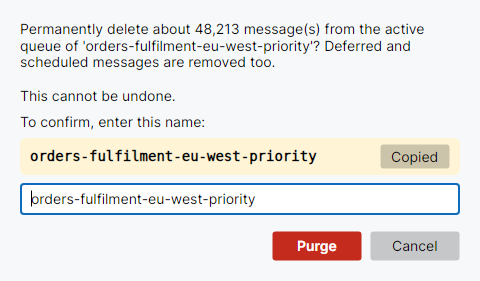 Permanently delete about 48,213 message(s) from the active
queue of 'orders-fulfilment-eu-west-priority'? Deferred and
scheduled messages are removed too.
This cannot be undone.
To confirm, enter this name:
orders-fulfilment-eu-west-priority Copied
orders-fulfilment-eu-west-priority
Purge Cancel